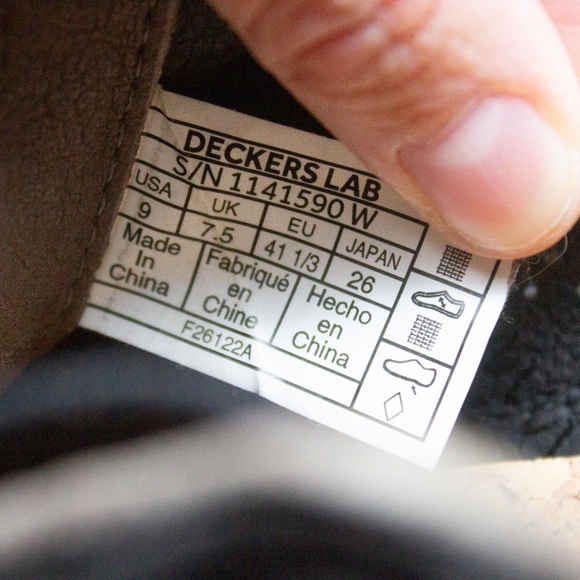 DECKERS LAB
S/N 1141590 W
USA UK EU JAPAN
9 7.5 41 1/3 26
Made In China
Fabriqué en Chine
Hecho en China
F26122A